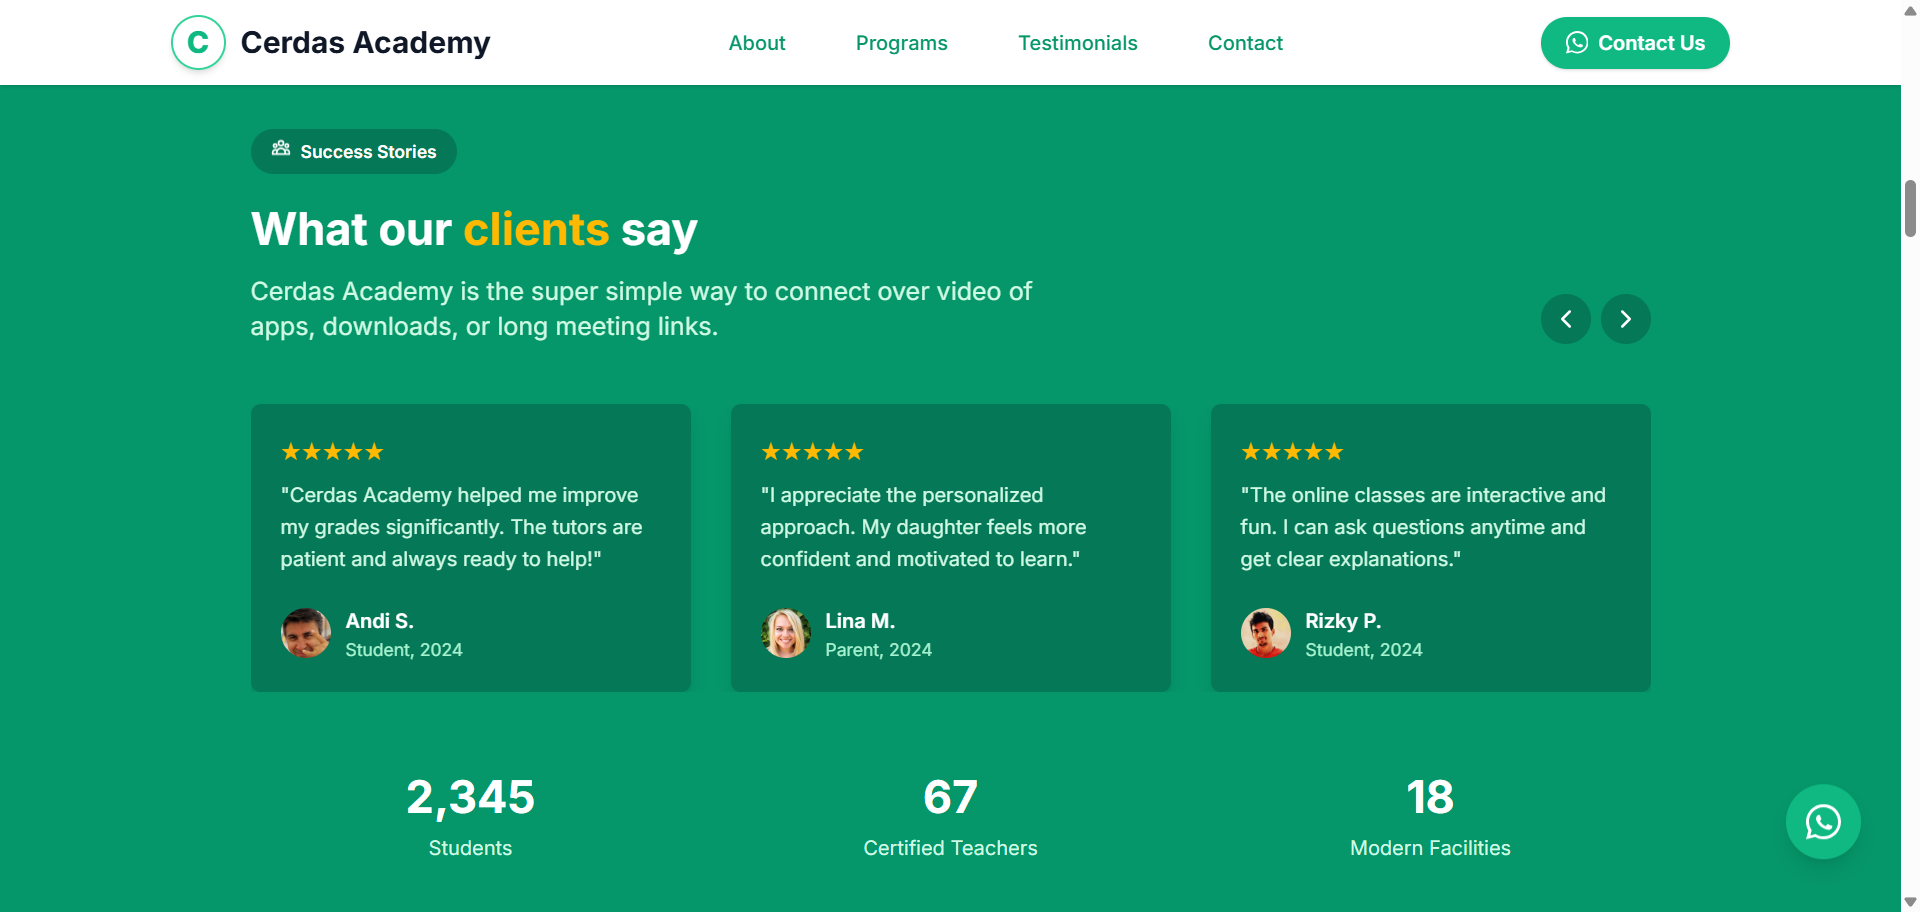 C Cerdas Academy
About Programs Testimonials Contact
Contact Us
Success Stories
What our clients say
Cerdas Academy is the super simple way to connect over video of
apps, downloads, or long meeting links.
★★★★★
"Cerdas Academy helped me improve
my grades significantly. The tutors are
patient and always ready to help!"
Andi S.
Student, 2024
★★★★★
"I appreciate the personalized
approach. My daughter feels more
confident and motivated to learn."
Lina M.
Parent, 2024
★★★★★
"The online classes are interactive and
fun. I can ask questions anytime and
get clear explanations."
Rizky P.
Student, 2024
2,345
Students
67
Certified Teachers
18
Modern Facilities